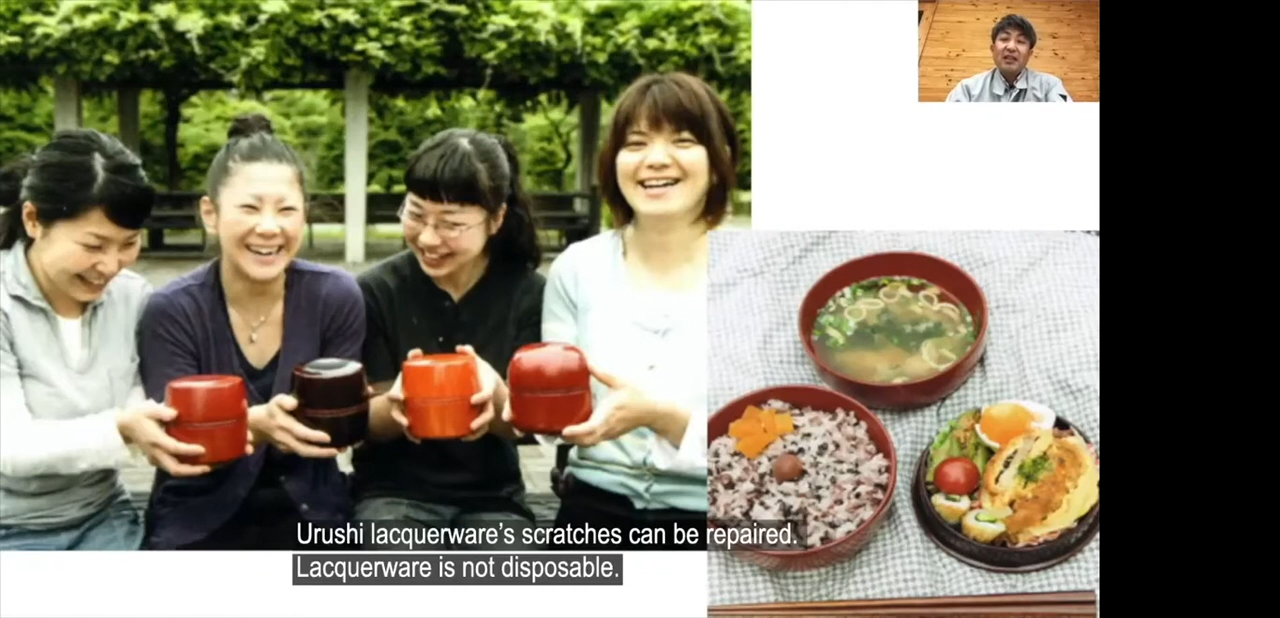 Urushi lacquerware's scratches can be repaired.
Lacquerware is not disposable.